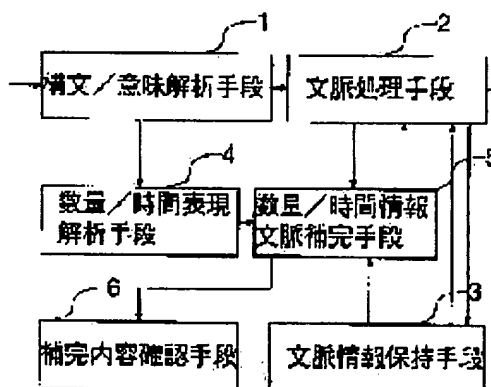 1
2
構文/意味解析手段
文脈処理手段
4
5
数量/時間表現
解析手段
数量/時間情報
文脈補完手段
6
3
補完内容確認手段
文脈情報保持手段